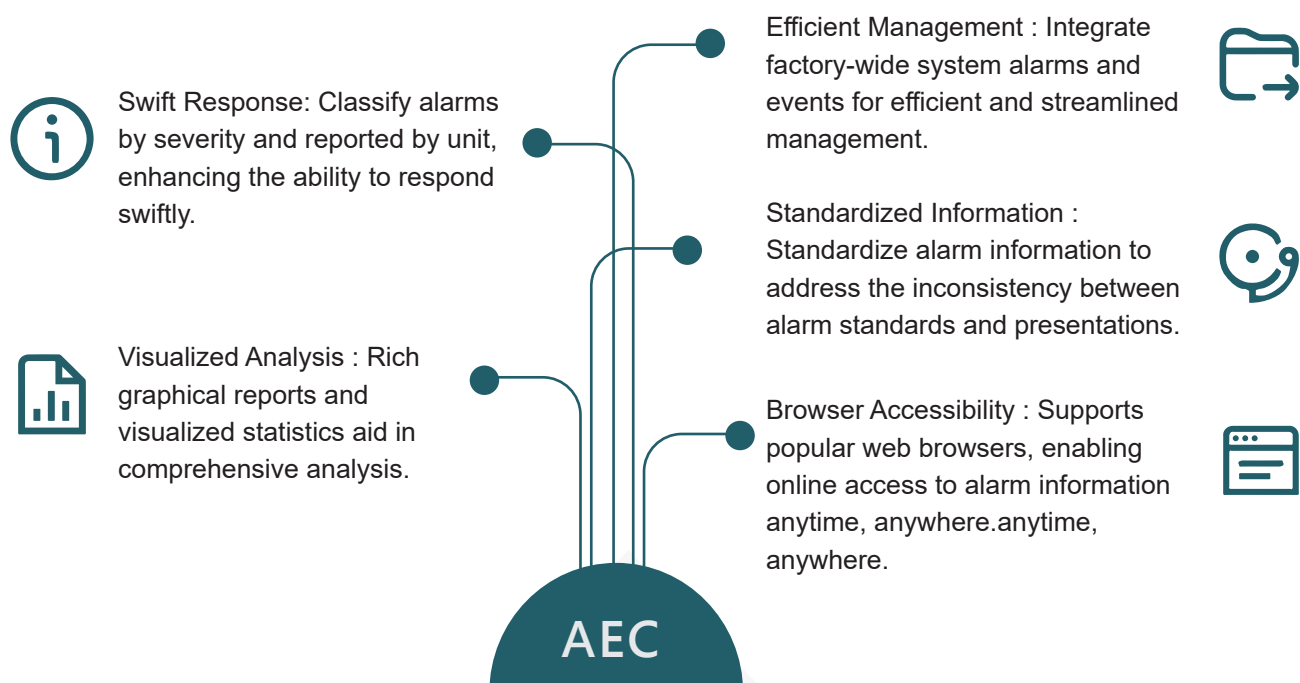 Swift Response: Classify alarms
by severity and reported by unit,
enhancing the ability to respond
swiftly.
Visualized Analysis : Rich
graphical reports and
visualized statistics aid in
comprehensive analysis.
Efficient Management : Integrate
factory-wide system alarms and
events for efficient and streamlined
management.
Standardized Information :
Standardize alarm information to
address the inconsistency between
alarm standards and presentations.
Browser Accessibility : Supports
popular web browsers, enabling
online access to alarm information
anytime, anywhere.anytime,
anywhere.
AEC